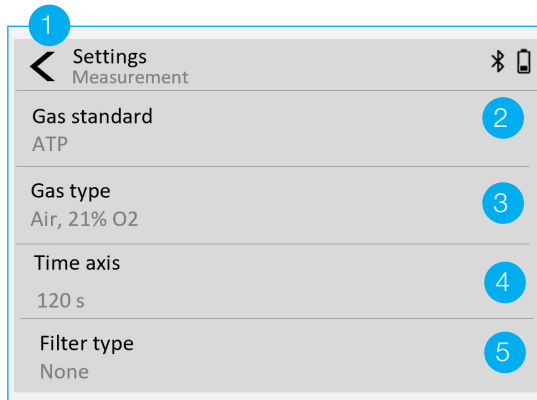 1
Settings
Measurement
Gas standard
2
ATP
Gas type
3
Air, 21% O2
Time axis
4
120 s
Filter type
5
None